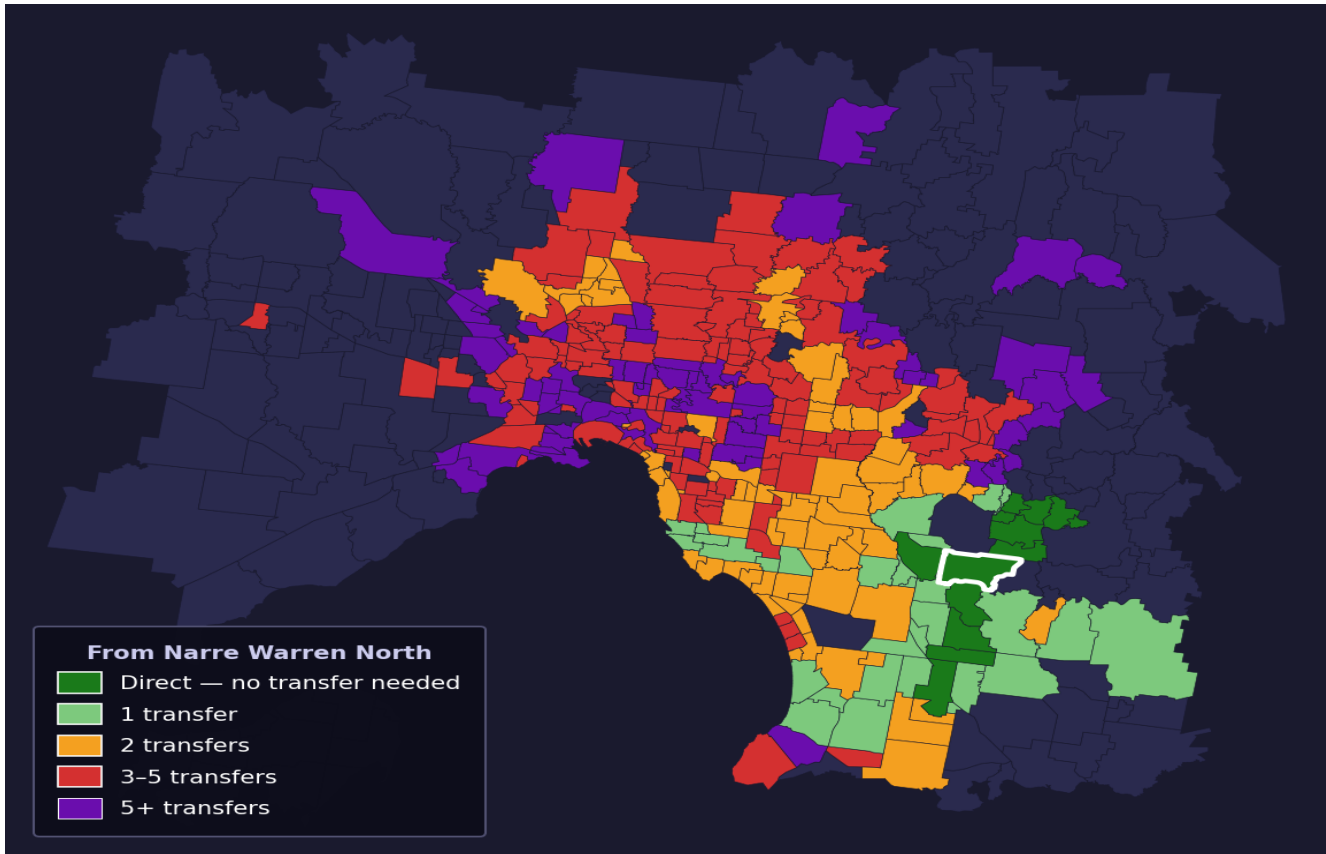 From Narre Warren North
Direct — no transfer needed
1 transfer
2 transfers
3–5 transfers
5+ transfers